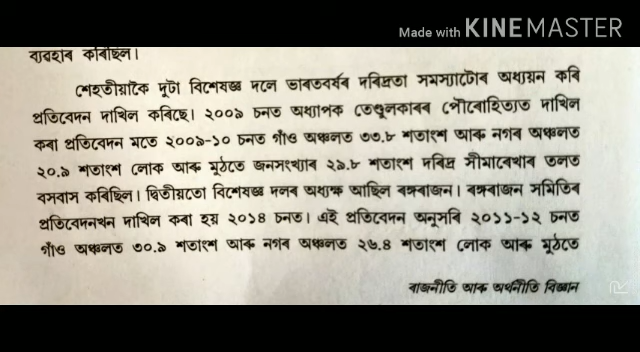 Made with KINEMASTER
ব্যৱহাৰ কৰিছিল।
শেহতীয়াকৈ দুটা বিশেষজ্ঞ দলে ভাৰতবৰ্ষৰ দৰিদ্ৰতা সমস্যাটোৰ অধ্যয়ন কৰি
প্ৰতিবেদন দাখিল কৰিছে। ২০০৯ চনত অধ্যাপক তেণ্ডুলকাৰৰ পৌৰোহিত্যত দাখিল
কৰা প্ৰতিবেদন মতে ২০০৯-১০ চনত গাঁও অঞ্চলত ৩৩.৮ শতাংশ আৰু নগৰ অঞ্চলত
২০.৯ শতাংশ লোক আৰু মুঠতে জনসংখ্যাৰ ২৯.৮ শতাংশ দৰিদ্ৰ সীমাৰেখাৰ তলত
বসবাস কৰিছিল। দ্বিতীয়তো বিশেষজ্ঞ দলৰ অধ্যক্ষ আছিল ৰঙ্গৰাজন। ৰঙ্গৰাজন সমিতিৰ
প্ৰতিবেদনখন দাখিল কৰা হয় ২০১৪ চনত। এই প্ৰতিবেদন অনুসৰি ২০১১-১২ চনত
গাঁও অঞ্চলত ৩০.৯ শতাংশ আৰু নগৰ অঞ্চলত ২৬.৪ শতাংশ লোক আৰু মুঠতে
ৰাজনীতি আৰু অৰ্থনীতি বিজ্ঞান